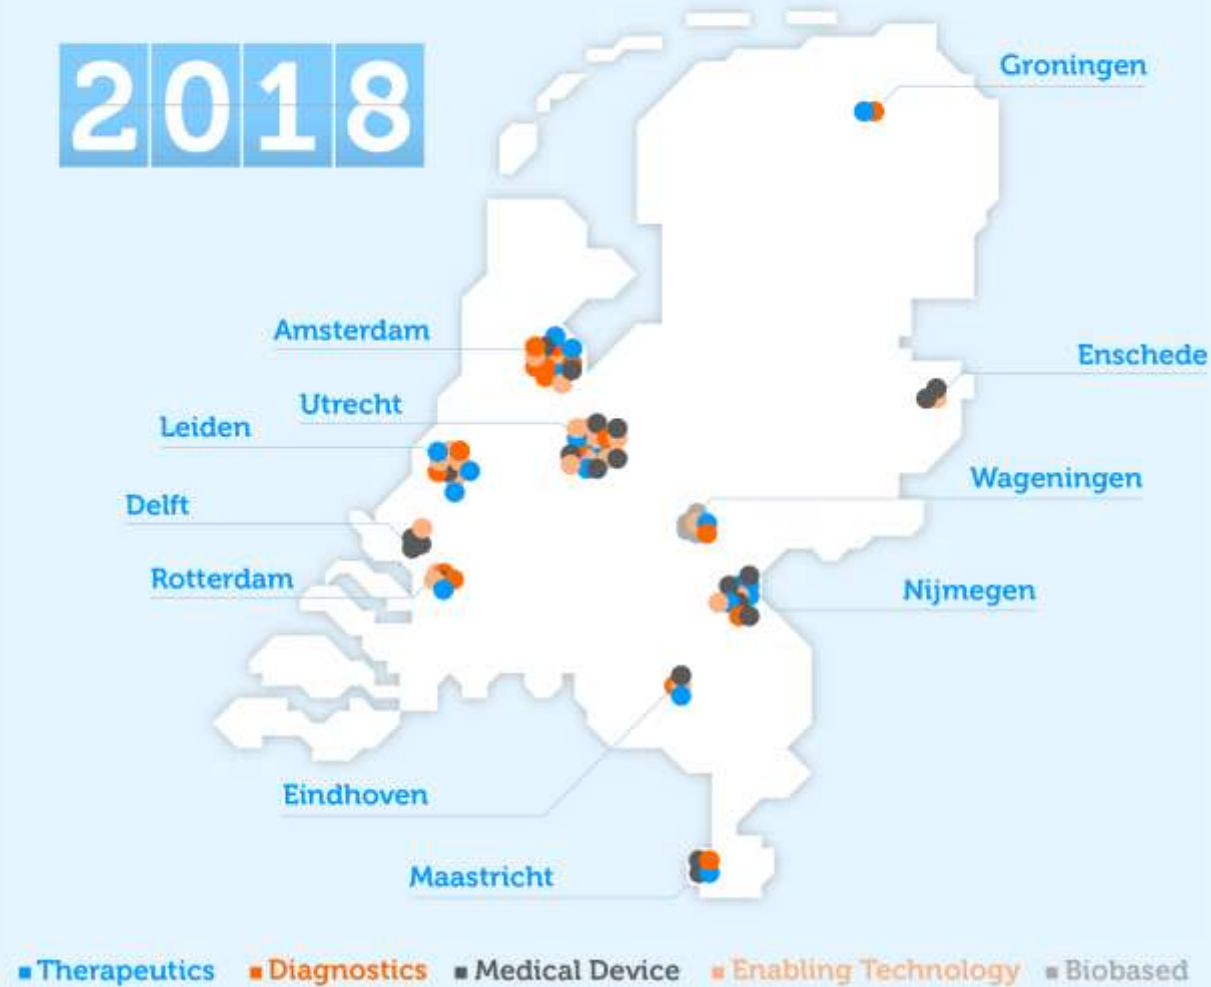 2018
Groningen
Amsterdam
Enschede
Utrecht
Leiden
Wageningen
Delft
Rotterdam
Nijmegen
Eindhoven
Maastricht
Therapeutics Diagnostics Medical Device Enabling Technology Biobased